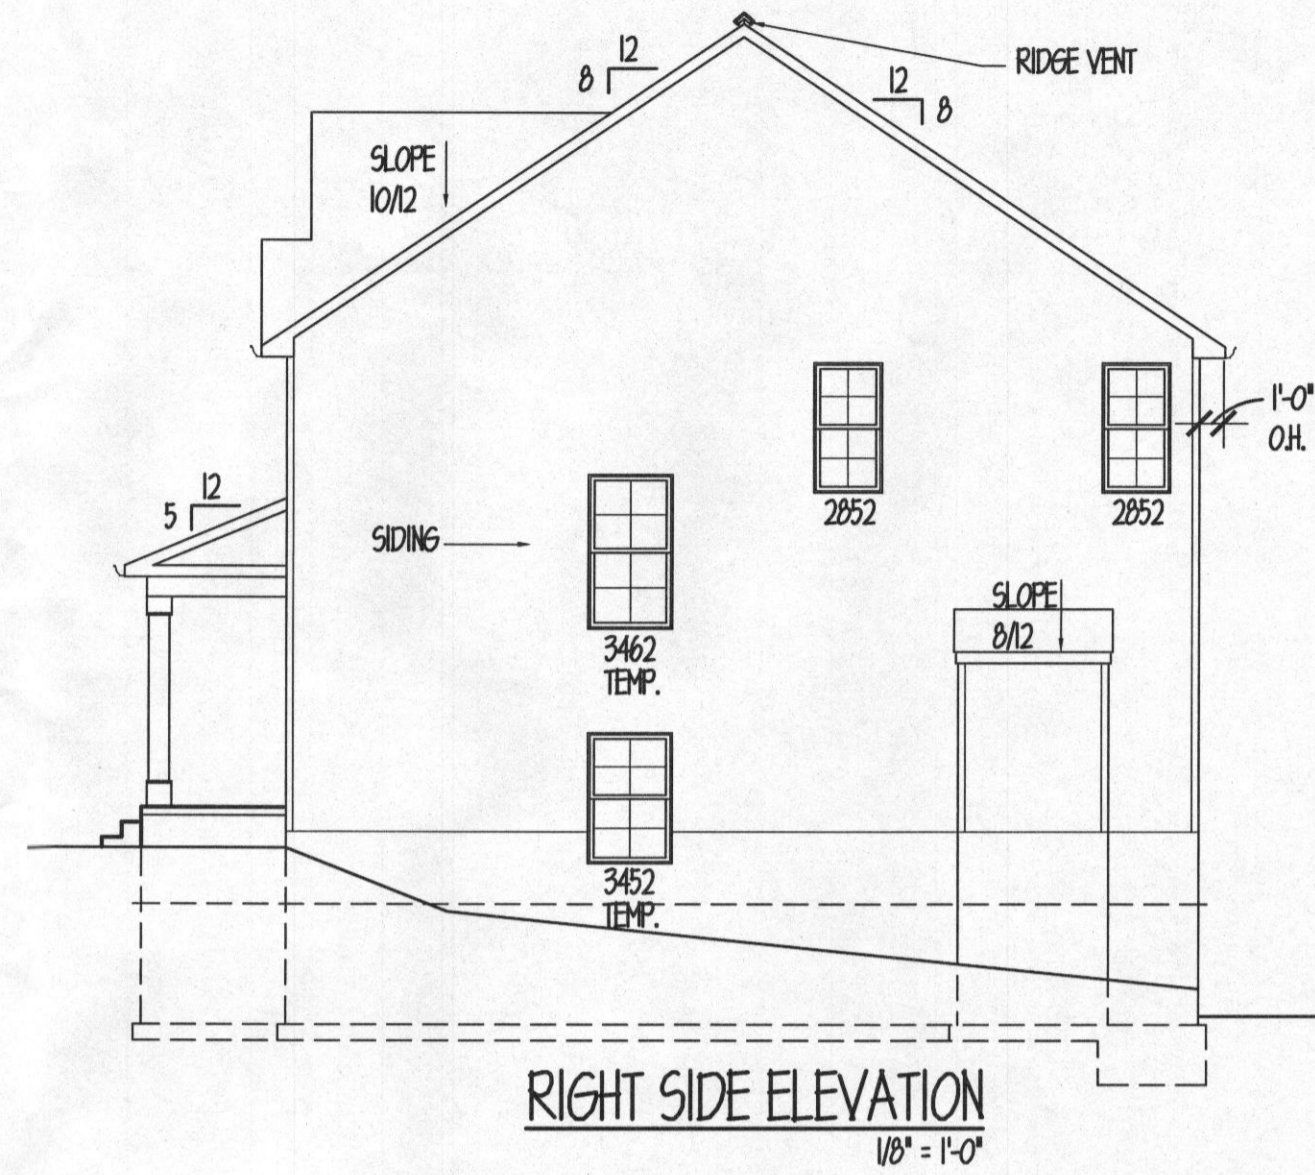 12
8
RIDGE VENT
12
8
SLOPE
10/12
1'-0"
O.H.
12
5
2852
2852
SIDING
SLOPE
8/12
3462
TEMP.
3452
TEMP.
RIGHT SIDE ELEVATION
1/8" = 1'-0"